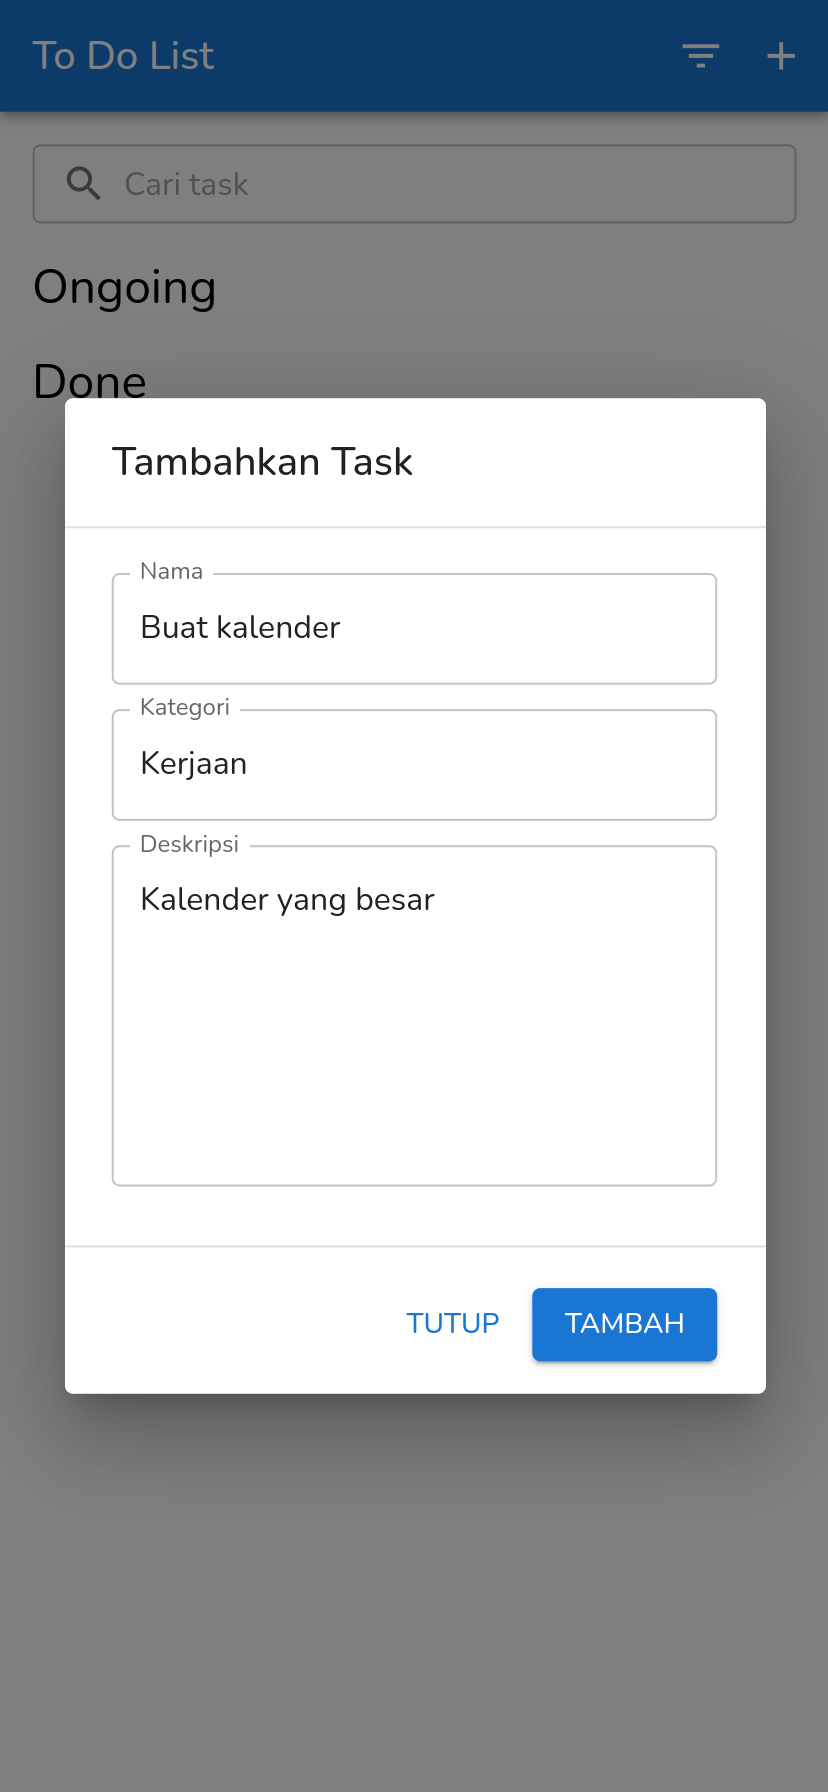 To Do List
Cari task
Ongoing
Done
Tambahkan Task
Nama
Buat kalender
Kategori
Kerjaan
Deskripsi
Kalender yang besar
TUTUP TAMBAH